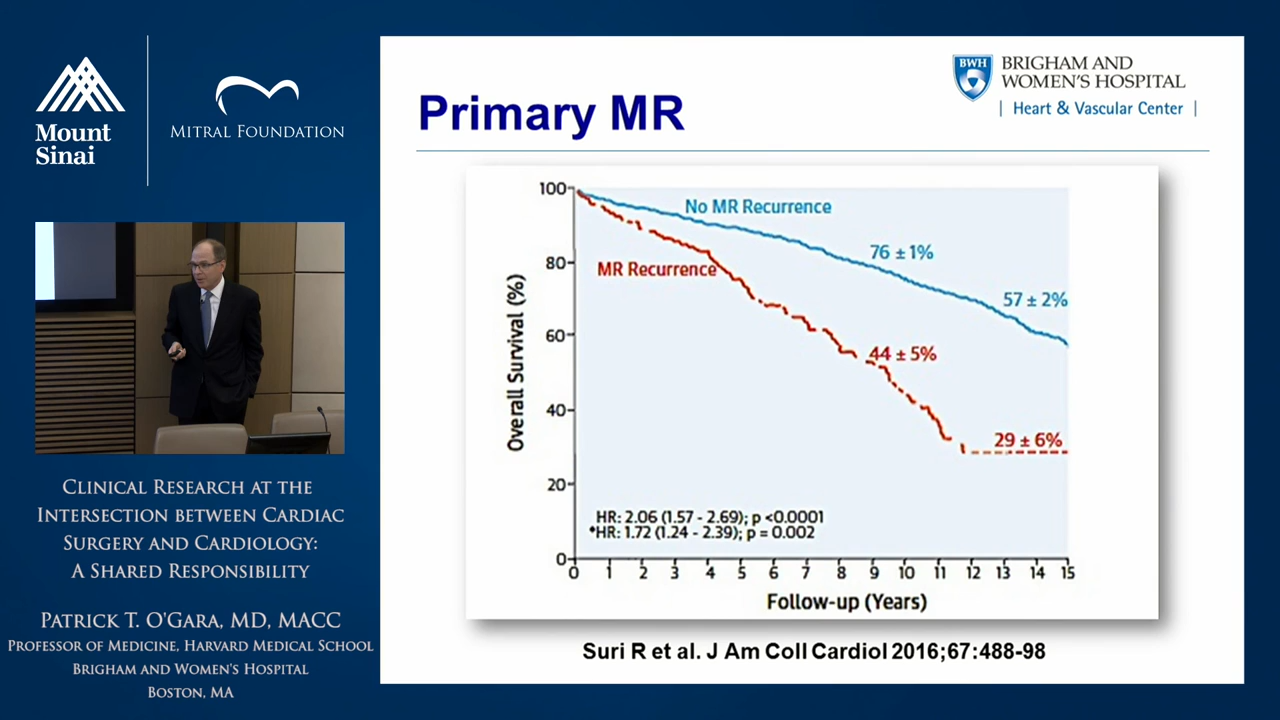 Mount
Sinai
MITRAL FOUNDATION
CLINICAL RESEARCH AT THE
INTERSECTION BETWEEN CARDIAC
SURGERY AND CARDIOLOGY:
A SHARED RESPONSIBILITY
PATRICK T. O'GARA, MD, MACC
PROFESSOR OF MEDICINE, HARVARD MEDICAL SCHOOL
BRIGHAM AND WOMEN'S HOSPITAL
BOSTON, MA
Primary MR
BWH
BRIGHAM AND
WOMEN'S HOSPITAL
| Heart & Vascular Center |
Overall Survival (%)
100
80
60
40
20
0
No MR Recurrence
76 ± 1%
57 ± 2%
MR Recurrence
44 ± 5%
29 ± 6%
HR: 2.06 (1.57 - 2.69); p <0.0001
*HR: 1.72 (1.24 - 2.39); p = 0.002
0 1 2 3 4 5 6 7 8 9 10 11 12 13 14 15
Follow-up (Years)
Suri R et al. J Am Coll Cardiol 2016;67:488-98